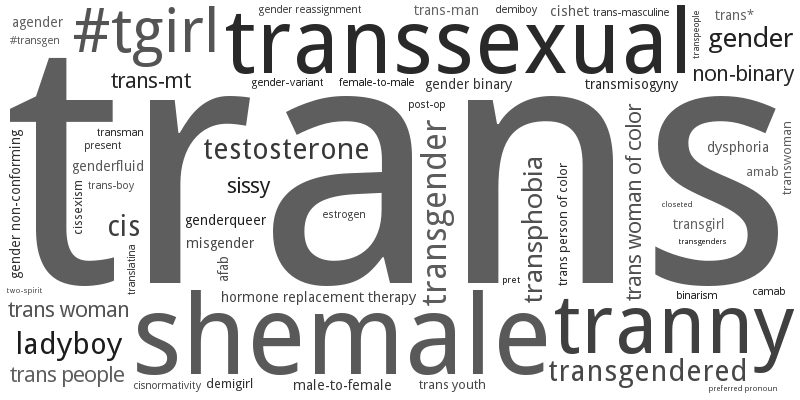 gender reassignment
trans-man
demiboy
cishet
trans-masculine
agender
#tgirl
transsexual
transpeople
trans*
#transgen
gender
trans-mt
gender-variant
female-to-male
gender binary
transmisogyny
non-binary
trans
post-op
gender non-conforming
transman
present
genderfluid
trans-boy
cissexism
cis
testosterone
sissy
genderqueer
misgender
afab
estrogen
transgender
transphobia
trans person of color
trans woman of color
dysphoria
amab
transwoman
closeted
transgirl
transgenders
translatina
pret
two-spirit
hormone replacement therapy
binarism
camab
trans woman
shemale
tranny
ladyboy
trans people
transgendered
cisnormativity
demigirl
male-to-female
trans youth
preferred pronoun